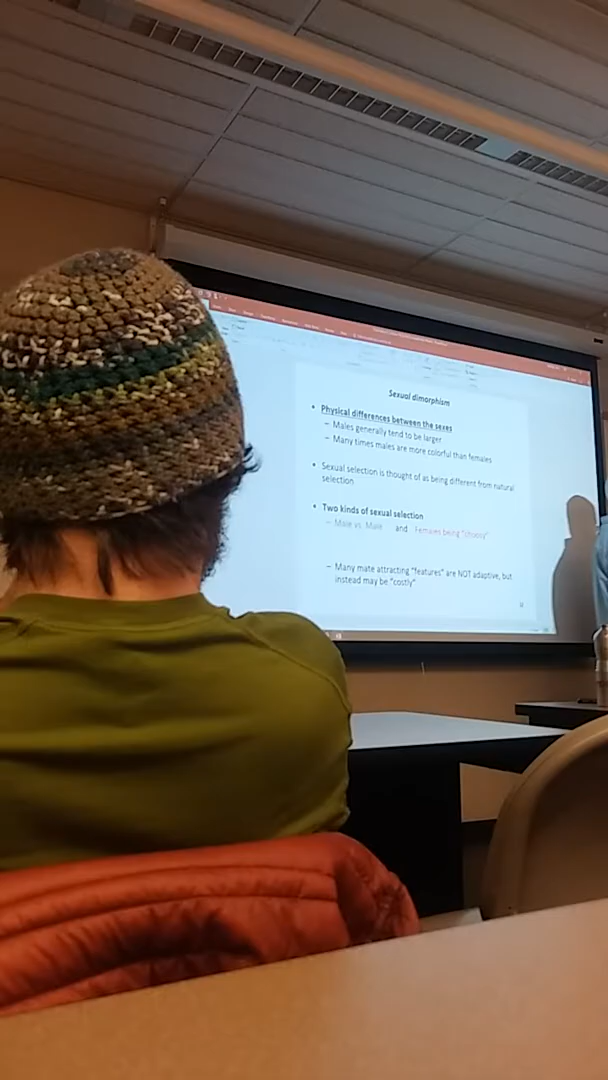 Sexual dimorphism
• Physical differences between the sexes
– Males generally tend to be larger
– Many times males are more colorful than females
• Sexual selection is thought of as being different from natural
selection
• Two kinds of sexual selection
– Male vs. Male and Females being "choosy"
– Many mate attracting "features" are NOT adaptive, but
instead may be "costly"